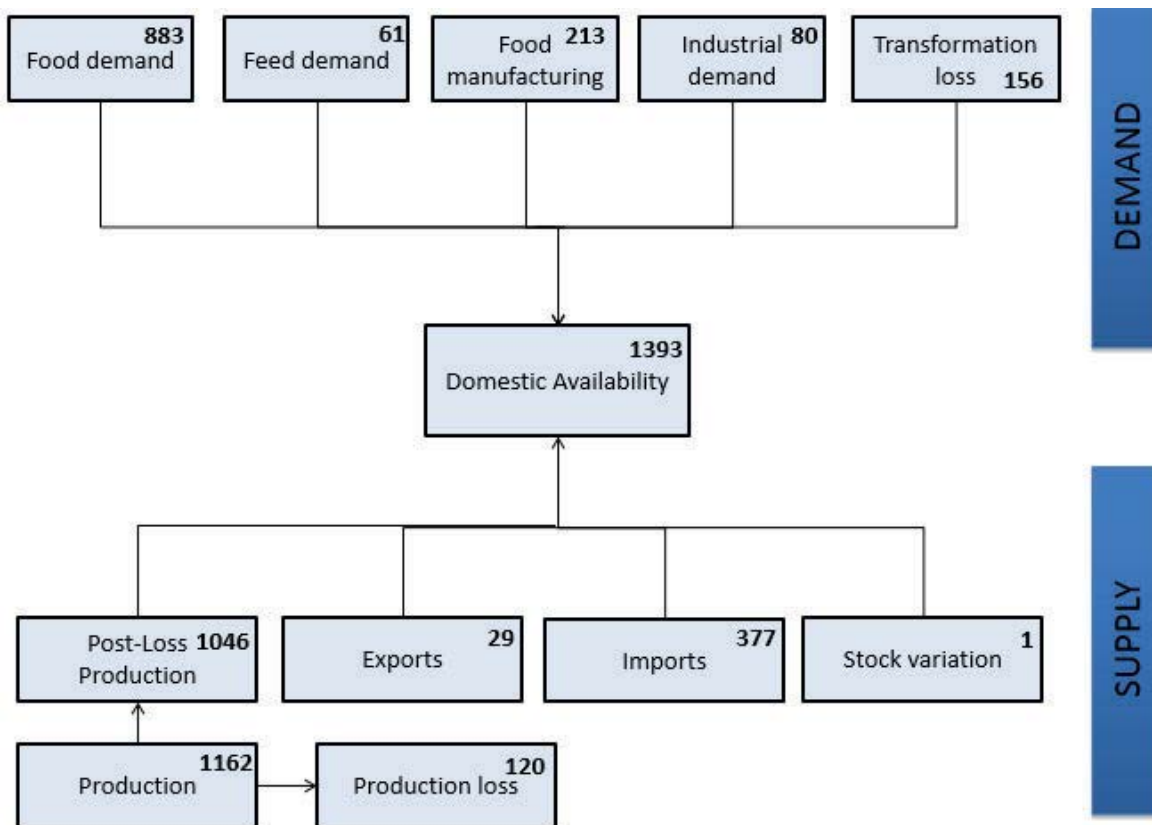 883
Food demand
61
Feed demand
Food 213
manufacturing
Industrial 80
demand
Transformation
loss 156
DEMAND
1393
Domestic Availability
Post-Loss 1046
Production
29
Exports
377
Imports
1
Stock variation
1162
Production
120
Production loss
SUPPLY